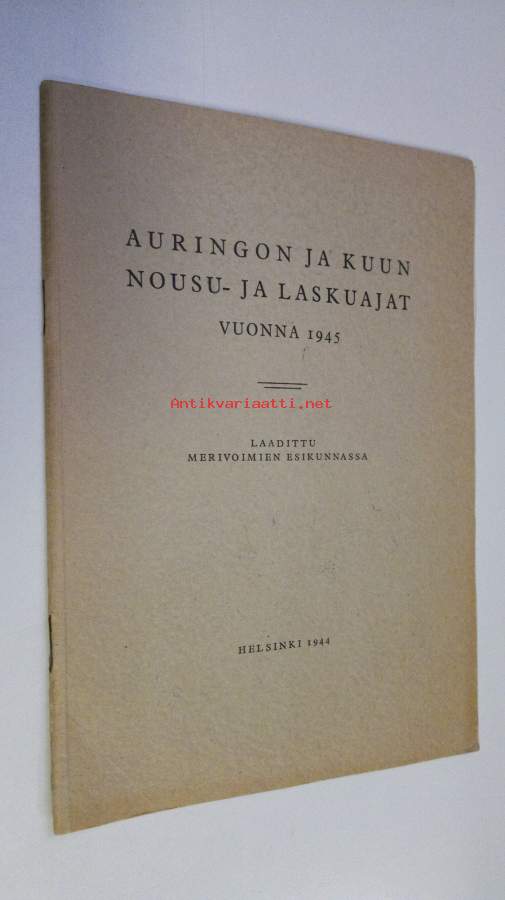 AURINGON JA KUUN
NOUSU- JA LASKUAJAT
VUONNA 1945
Antikvariaatti.net
LAADITTU
MERIVOIMIEN ESIKUNNASSA
HELSINKI 1944